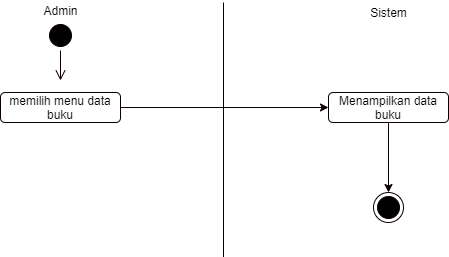 Admin
Sistem
memilih menu data
buku
Menampilkan data
buku